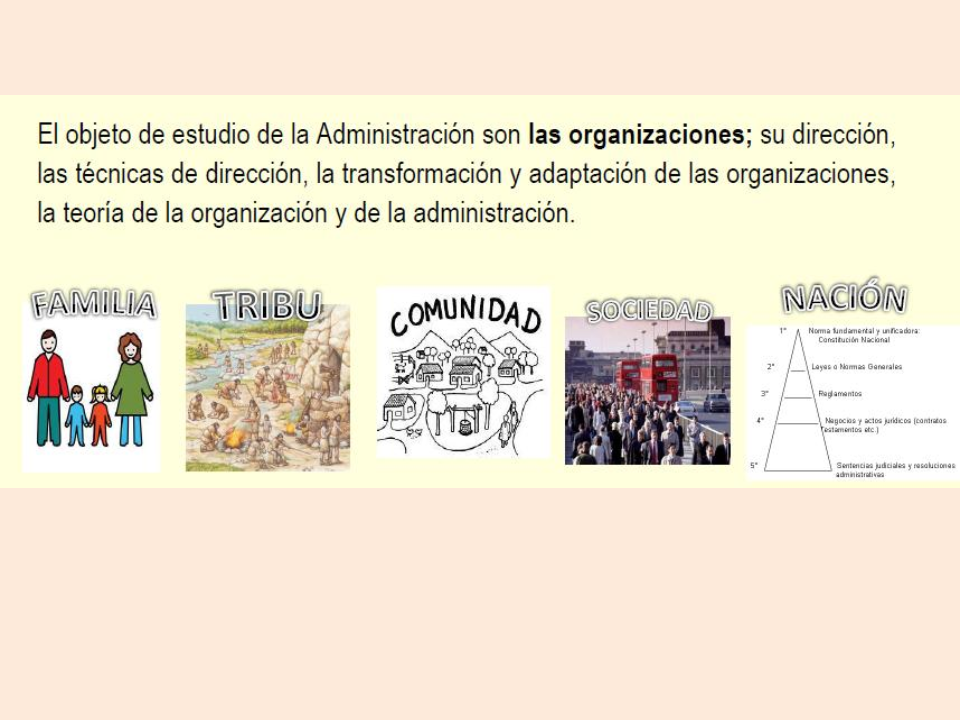 El objeto de estudio de la Administración son las organizaciones; su dirección,
las técnicas de dirección, la transformación y adaptación de las organizaciones,
la teoría de la organización y de la administración.
FAMILIA
TRIBU
COMUNIDAD
SOCIEDAD
NACIÓN
1° Norma fundamental y unificadora:
Constitución Nacional
2° Leyes o Normas Generales
3° Reglamentos
4° Negocios y actos jurídicos (contratos
testamentos etc.)
5° Sentencias judiciales y resoluciones
administrativas